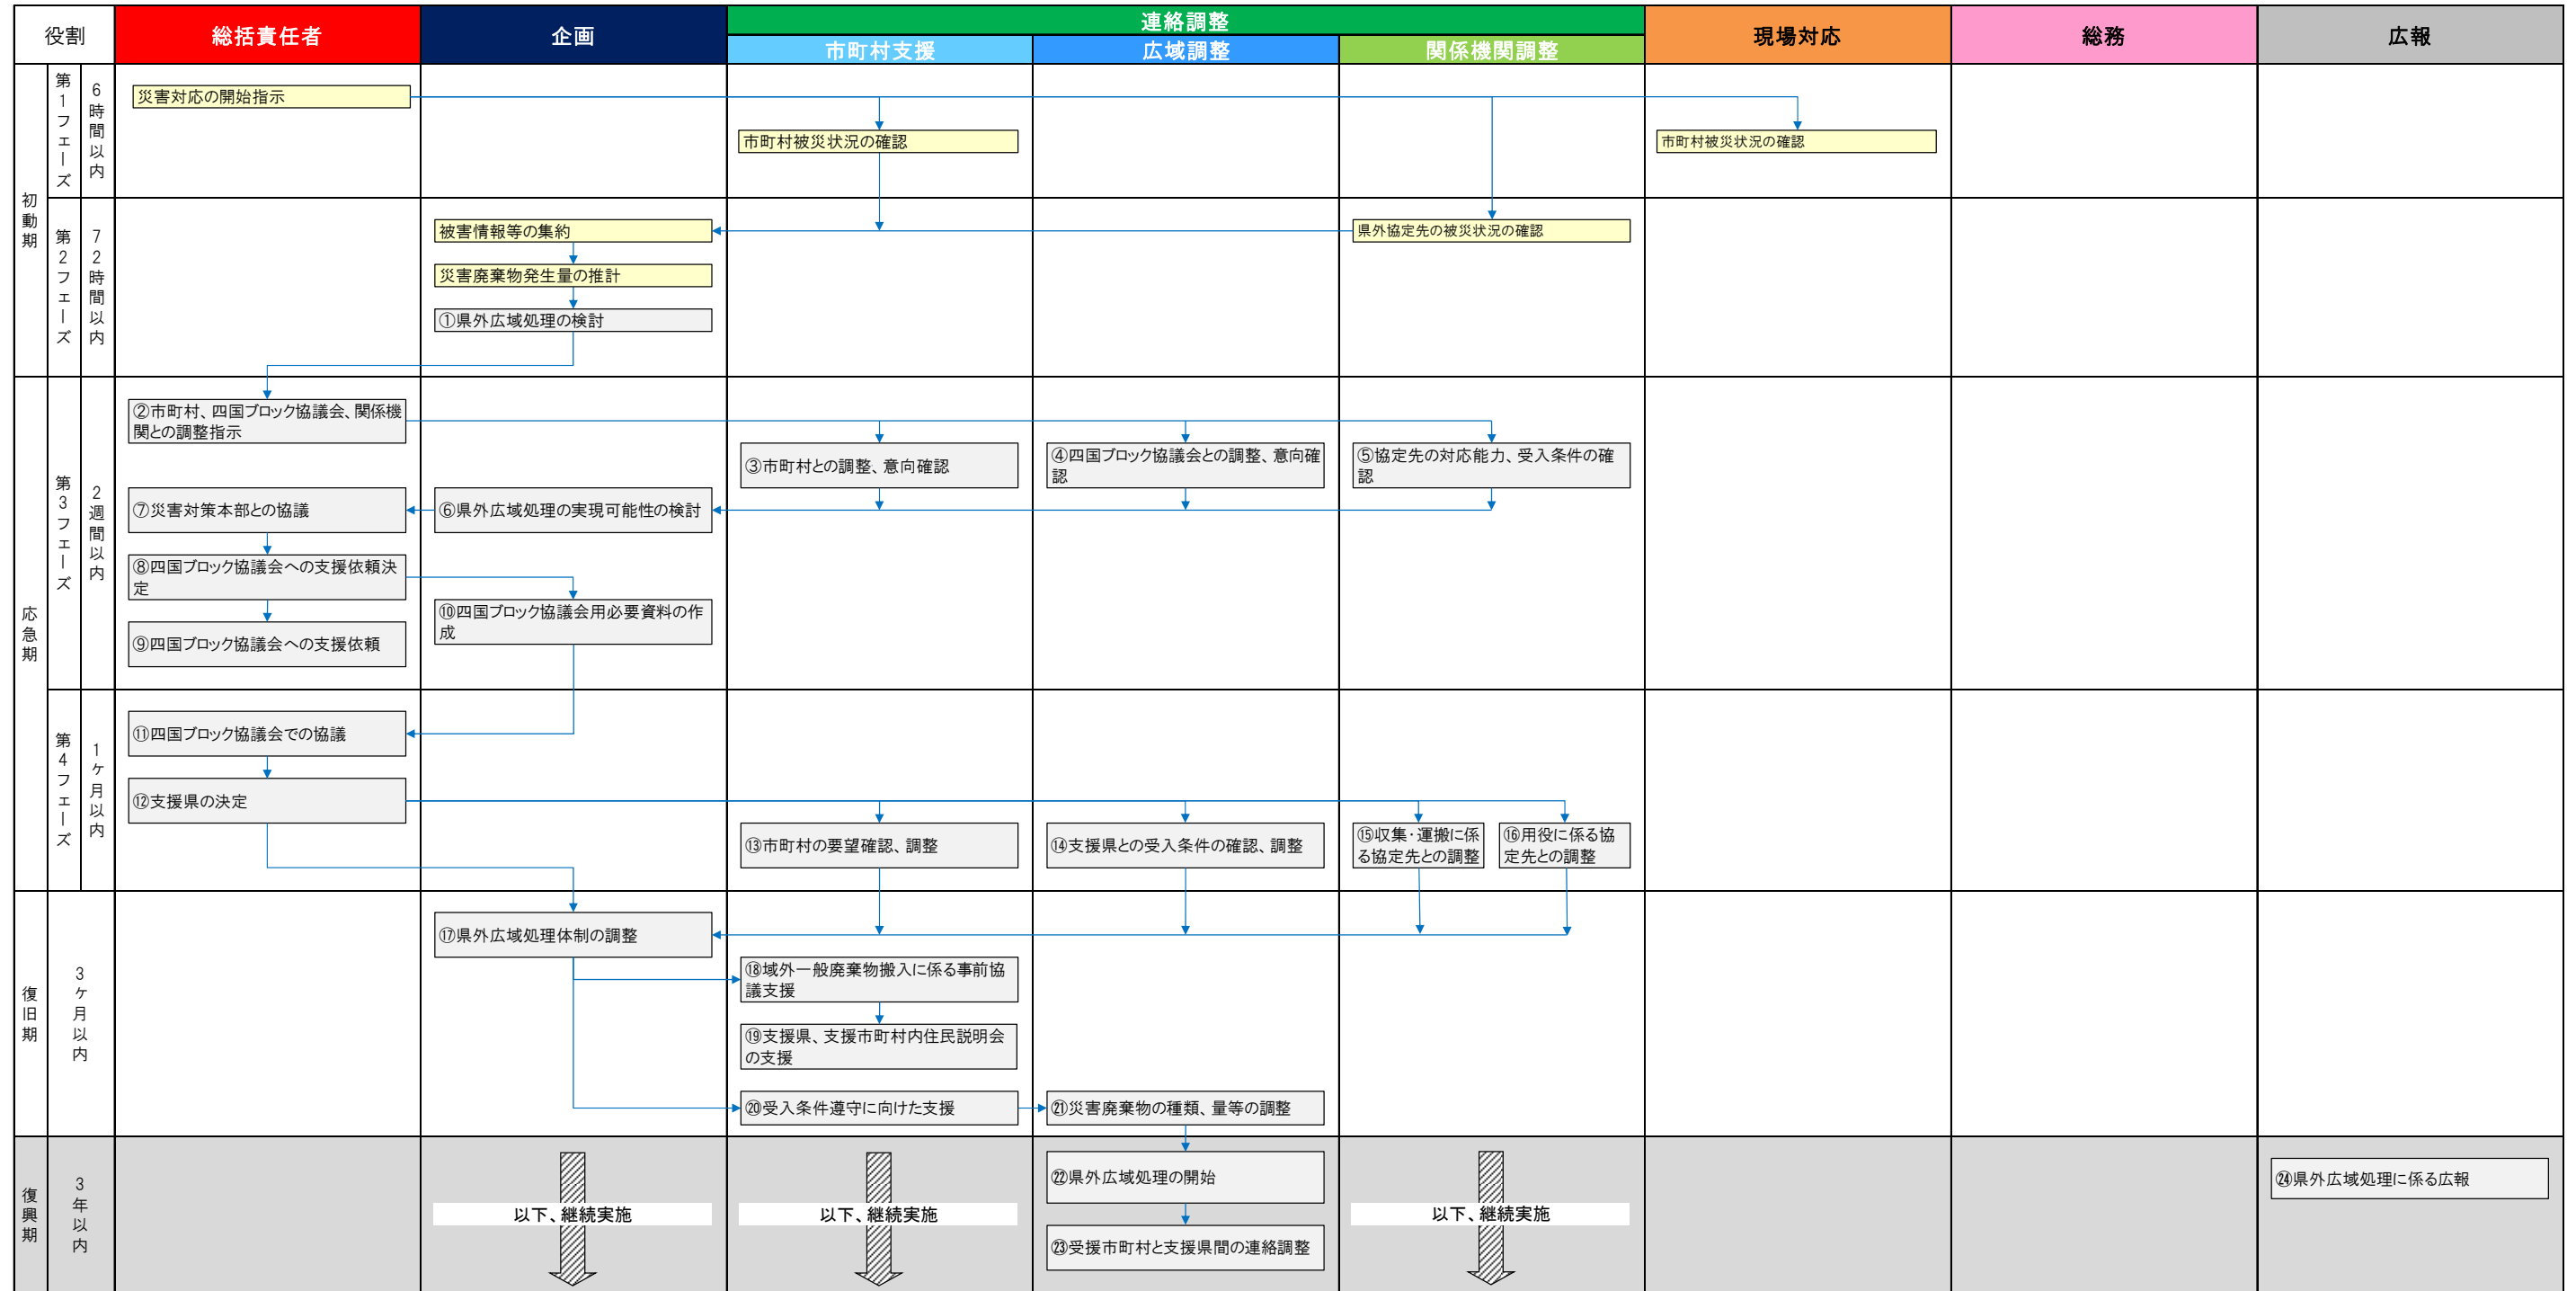 役割
総括責任者
企画
連絡調整
市町村支援
広域調整
関係機関調整
現場対応
総務
広報
初動期
第1フェーズ
6時間以内
災害対応の開始指示
市町村被災状況の確認
市町村被災状況の確認
第2フェーズ
72時間以内
被害情報等の集約
県外協定先の被災状況の確認
災害廃棄物発生量の推計
①県外広域処理の検討
応急期
第3フェーズ
2週間以内
②市町村、四国ブロック協議会、関係機
関との調整指示
③市町村との調整、意向確認
④四国ブロック協議会との調整、意向確
認
⑤協定先の対応能力、受入条件の確
認
⑦災害対策本部との協議
⑥県外広域処理の実現可能性の検討
⑧四国ブロック協議会への支援依頼決
定
⑩四国ブロック協議会用必要資料の作
成
⑨四国ブロック協議会への支援依頼
第4フェーズ
1ヶ月以内
⑪四国ブロック協議会での協議
⑫支援県の決定
⑬市町村の要望確認、調整
⑭支援県との受入条件の確認、調整
⑮収集・運搬に係
る協定先との調整
⑯用役に係る協
定先との調整
復旧期
3ヶ月以内
⑰県外広域処理体制の調整
⑱域外一般廃棄物搬入に係る事前協
議支援
⑲支援県、支援市町村内住民説明会
の支援
⑳受入条件遵守に向けた支援
㉑災害廃棄物の種類、量等の調整
復興期
3年以内
以下、継続実施
以下、継続実施
㉒県外広域処理の開始
㉓受援市町村と支援県間の連絡調整
以下、継続実施
㉔県外広域処理に係る広報